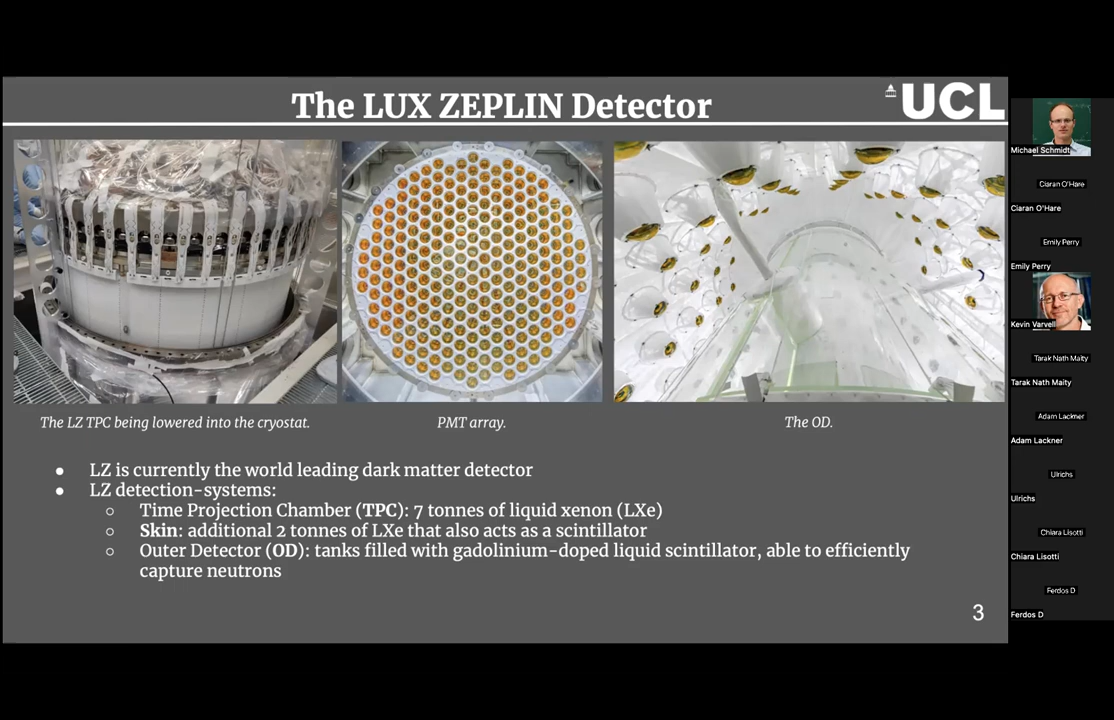 The LUX ZEPLIN Detector
UCL
The LZ TPC being lowered into the cryostat.
PMT array.
The OD.
● LZ is currently the world leading dark matter detector
● LZ detection-systems:
○ Time Projection Chamber (TPC): 7 tonnes of liquid xenon (LXe)
○ Skin: additional 2 tonnes of LXe that also acts as a scintillator
○ Outer Detector (OD): tanks filled with gadolinium-doped liquid scintillator, able to efficiently
capture neutrons
3
Michael Schmidt
Ciaran O'Hare
Ciaran O'Hare
Emily Perry
Emily Perry
Kevin Varvell
Tarak Nath Maity
Tarak Nath Maity
Adam Lackner
Adam Lackner
Ulrichs
Ulrichs
Chiara Lisotti
Chiara Lisotti
Ferdos D
Ferdos D